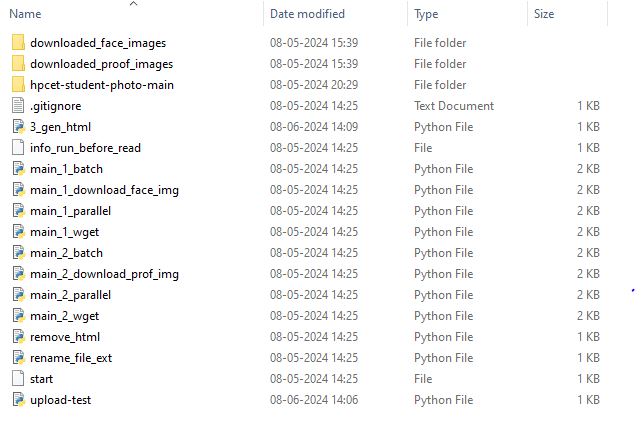 Name Date modified Type Size
downloaded_face_images 08-05-2024 15:39 File folder
downloaded_proof_images 08-05-2024 15:39 File folder
hpcet-student-photo-main 08-05-2024 20:29 File folder
.gitignore 08-05-2024 14:25 Text Document 1 KB
3_gen_html 08-06-2024 14:09 Python File 1 KB
info_run_before_read 08-05-2024 14:25 File 1 KB
main_1_batch 08-05-2024 14:25 Python File 2 KB
main_1_download_face_img 08-05-2024 14:25 Python File 2 KB
main_1_parallel 08-05-2024 14:25 Python File 2 KB
main_1_wget 08-05-2024 14:25 Python File 2 KB
main_2_batch 08-05-2024 14:25 Python File 2 KB
main_2_download_prof_img 08-05-2024 14:25 Python File 2 KB
main_2_parallel 08-05-2024 14:25 Python File 2 KB
main_2_wget 08-05-2024 14:25 Python File 2 KB
remove_html 08-05-2024 14:25 Python File 1 KB
rename_file_ext 08-05-2024 14:25 Python File 1 KB
start 08-05-2024 14:25 File 1 KB
upload-test 08-06-2024 14:06 Python File 1 KB